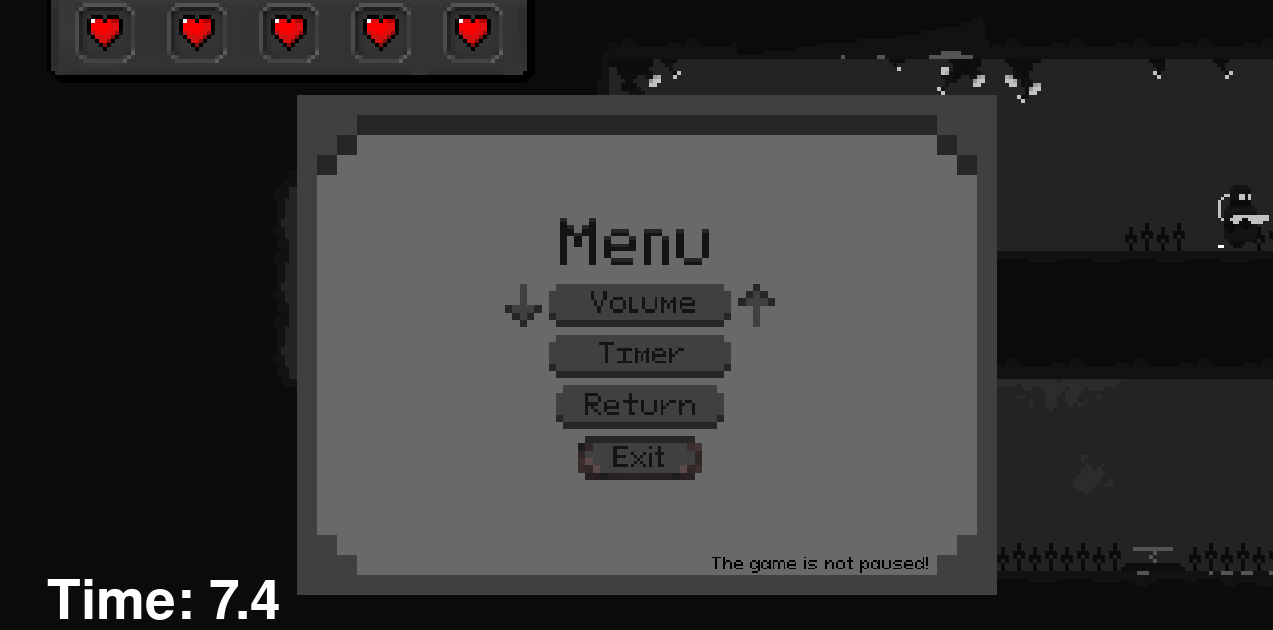 Menu
Volume
Timer
Return
Exit
The game is not paused!
Time: 7.4